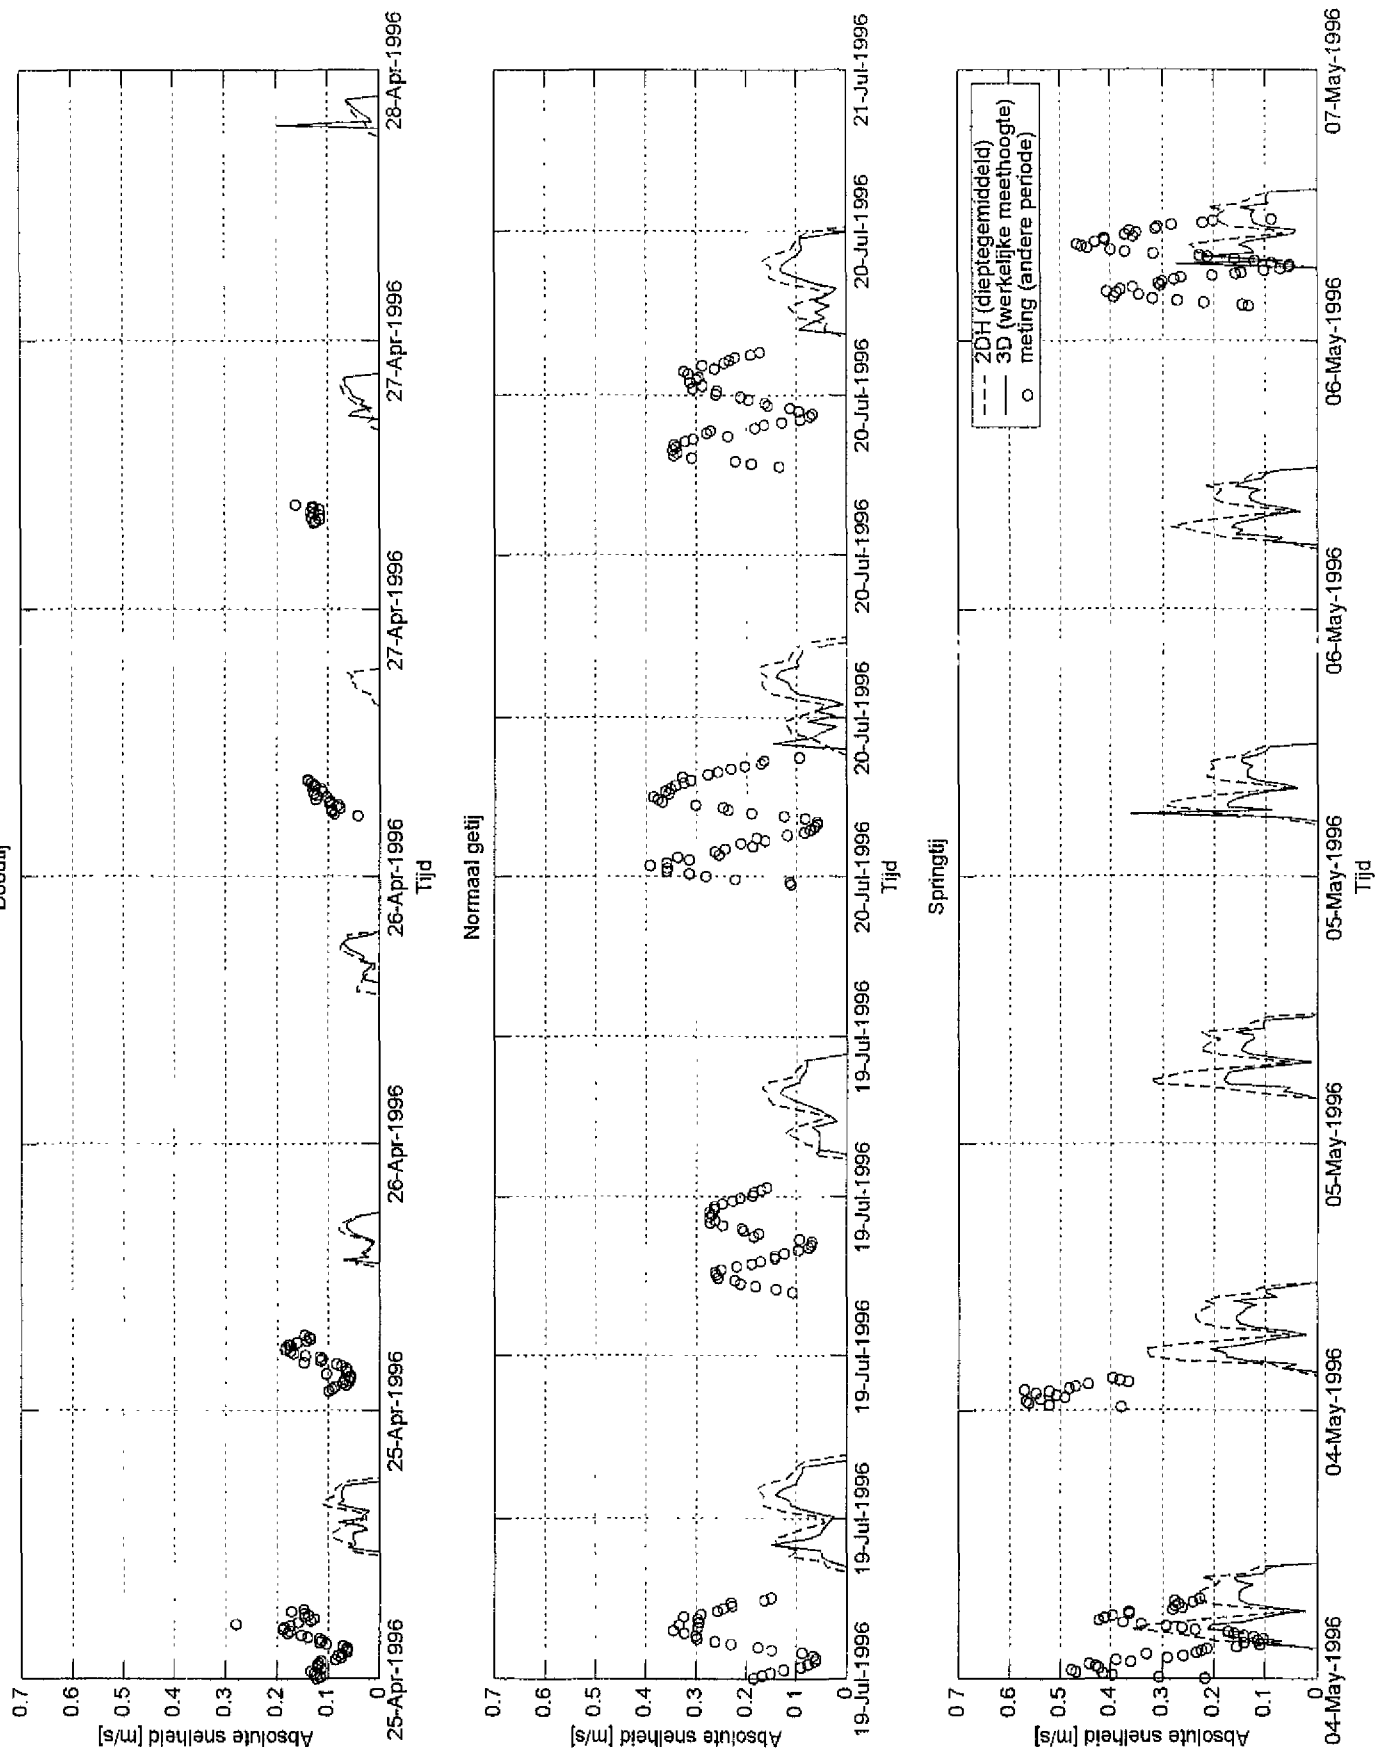 0.7
0.6
0.5
0.4
0.3
0.2
0.1
0
Absolute snelheid [m/s]
25-Apr-1996
25-Apr-1996
26-Apr-1996
26-Apr-1996
27-Apr-1996
27-Apr-1996
28-Apr-1996
Tijd
Normaal getij
0.7
0.6
0.5
0.4
0.3
0.2
0.1
0
Absolute snelheid [m/s]
19-Jul-1996
19-Jul-1996
19-Jul-1996
19-Jul-1996
19-Jul-1996
20-Jul-1996
20-Jul-1996
20-Jul-1996
20-Jul-1996
20-Jul-1996
21-Jul-1996
Tijd
Springtij
0.7
0.6
0.5
0.4
0.3
0.2
0.1
0
Absolute snelheid [m/s]
2DH (dieptegemiddeld)
3D (werkelijke meethoogte)
meting (andere periode)
04-May-1996
04-May-1996
05-May-1996
05-May-1996
06-May-1996
06-May-1996
07-May-1996
Tijd